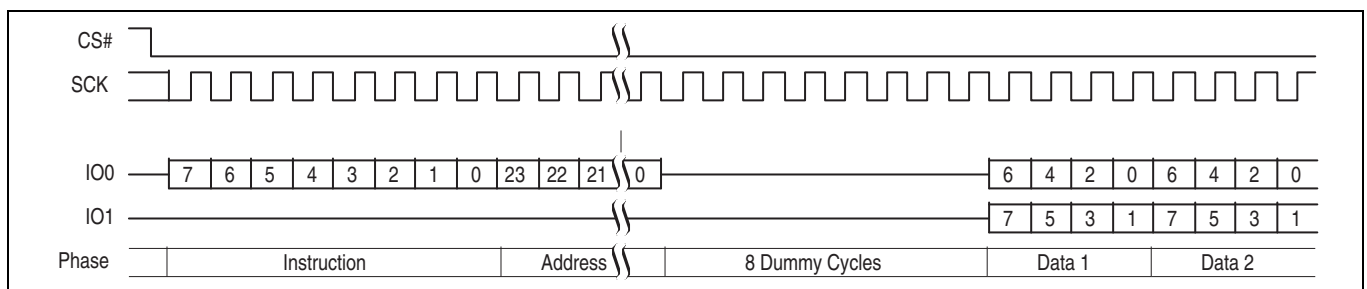 CS#
SCK
IO0 7 6 5 4 3 2 1 0 23 22 21 0 6 4 2 0 6 4 2 0
IO1 7 5 3 1 7 5 3 1
Phase Instruction Address 8 Dummy Cycles Data 1 Data 2